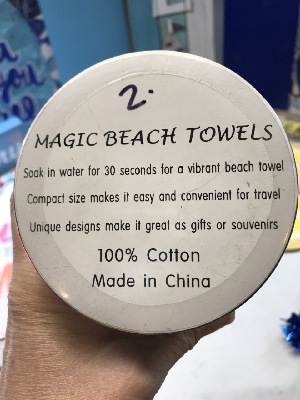 2.
MAGIC BEACH TOWELS
Soak in water for 30 seconds for a vibrant beach towel
Compact size makes it easy and convenient for travel
Unique designs make it great as gifts or souvenirs
100% Cotton
Made in China
you